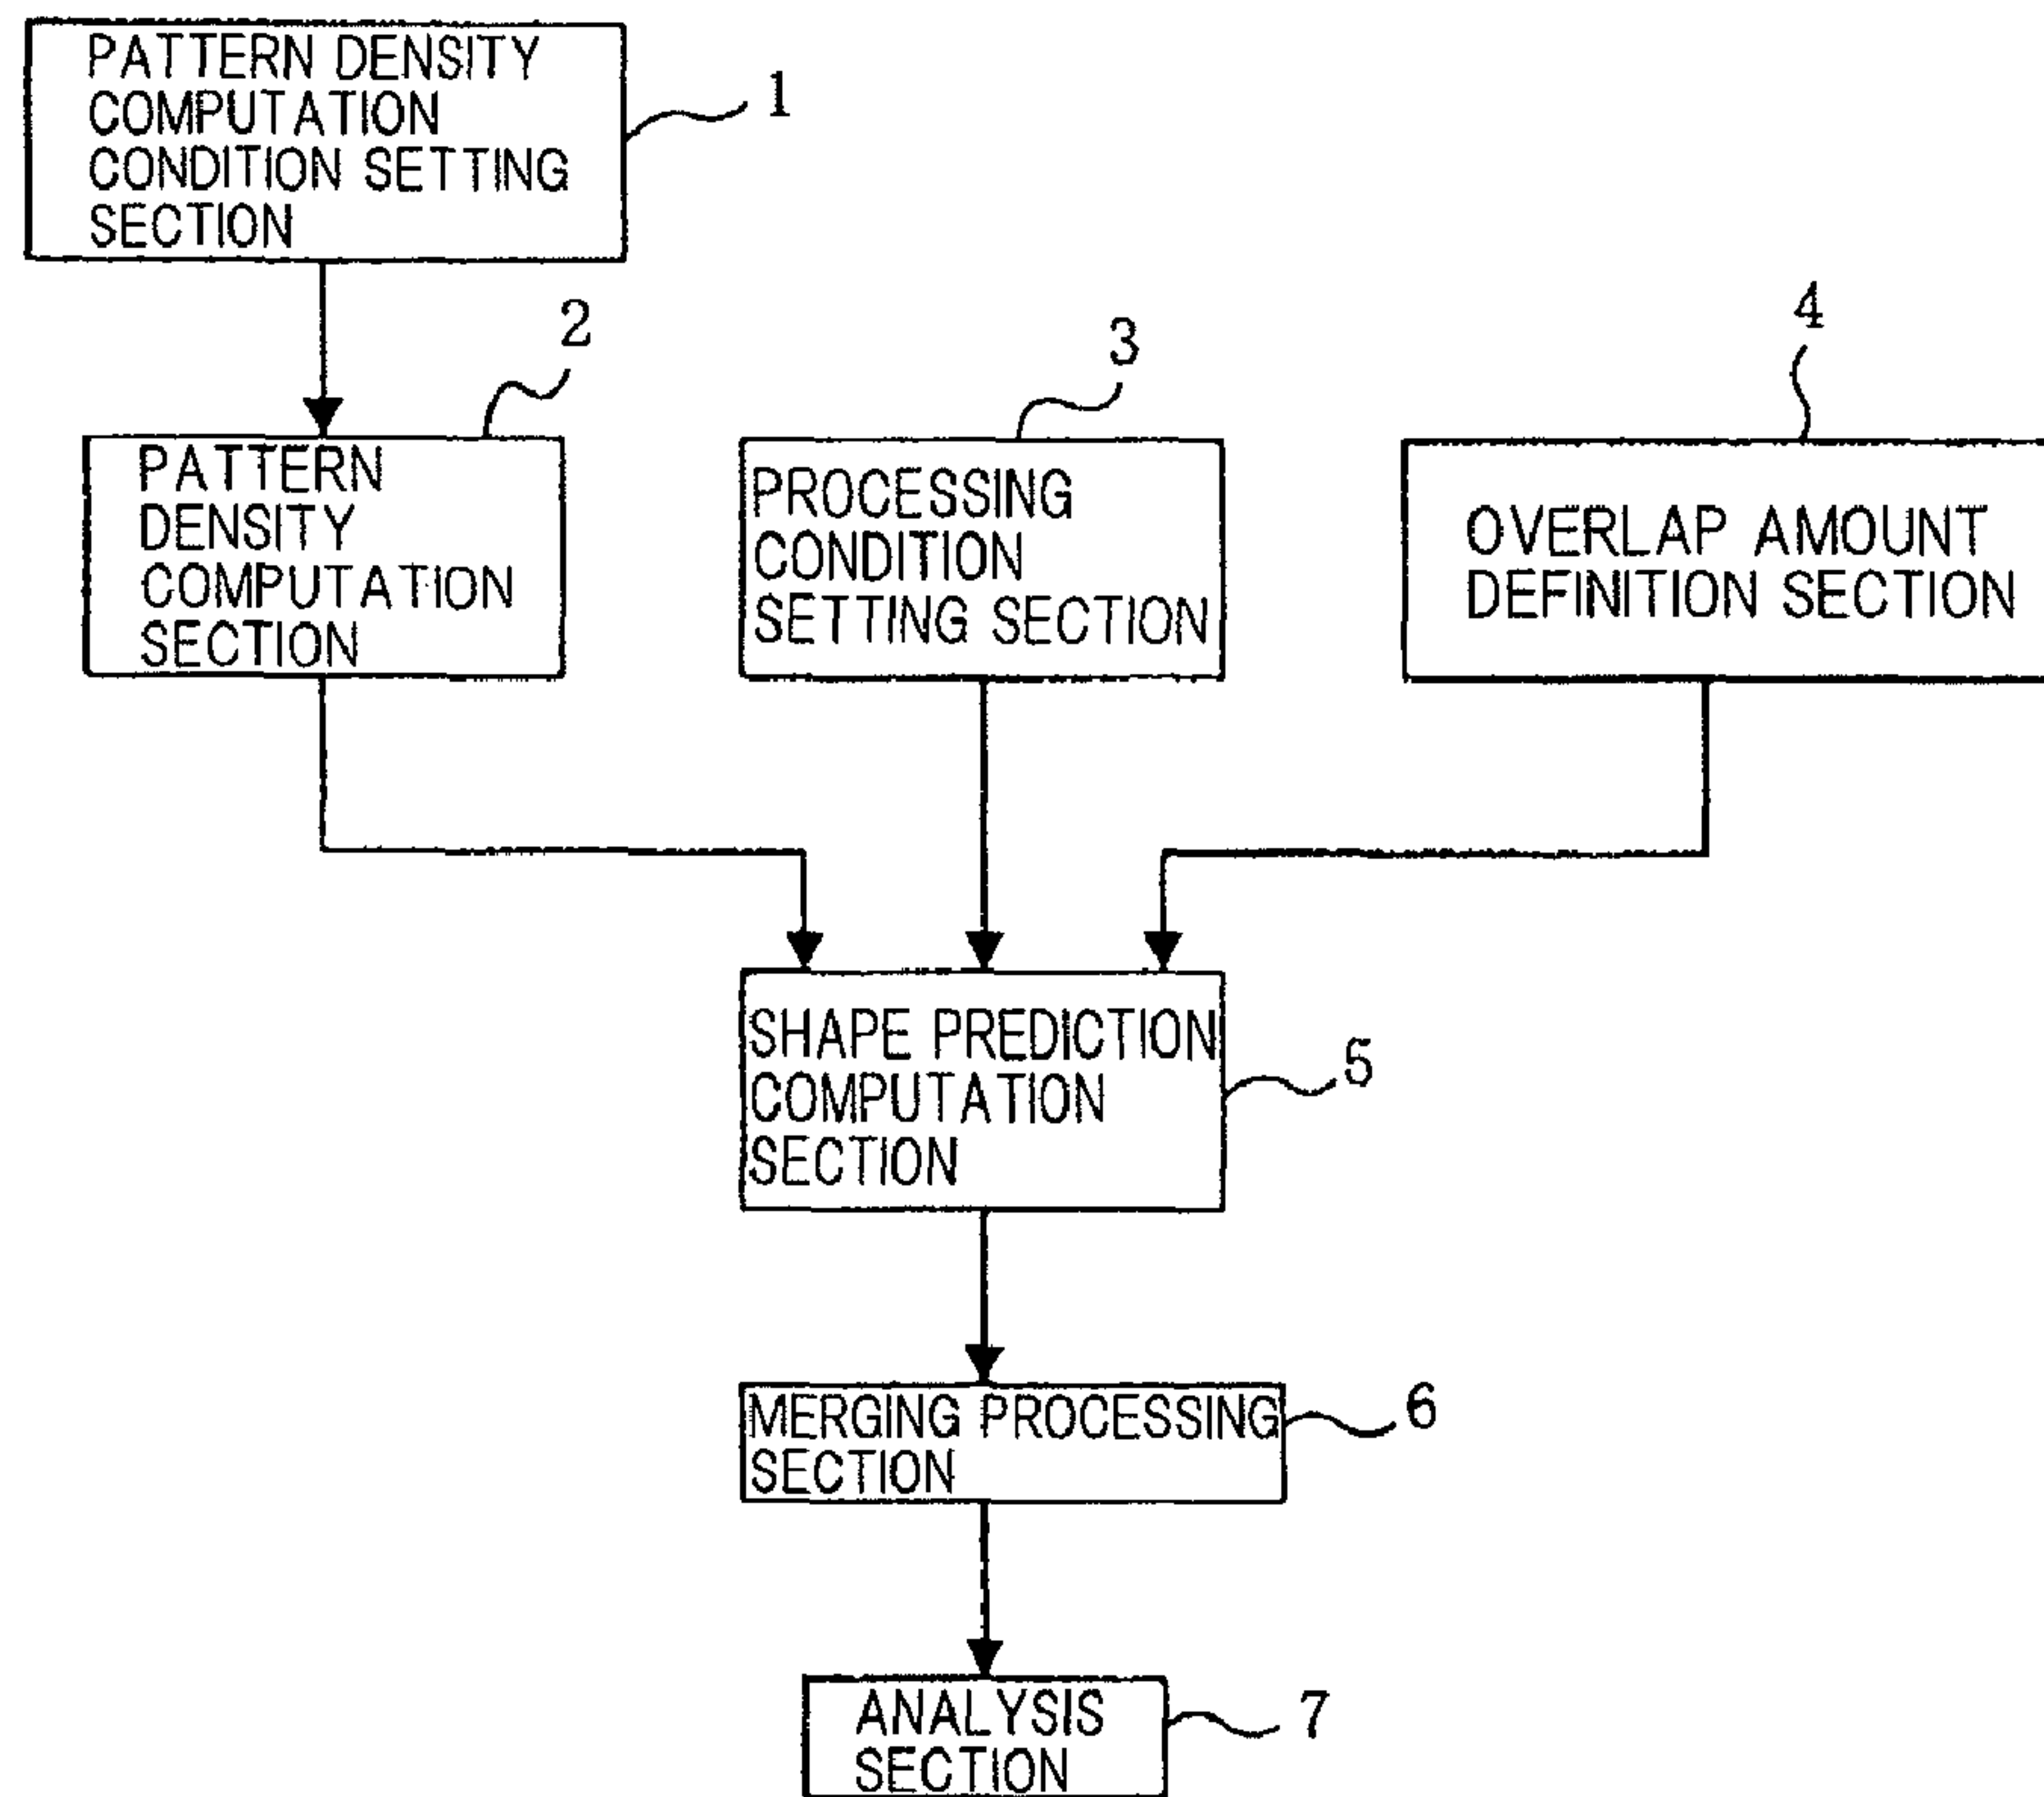 PATTERN DENSITY
COMPUTATION
CONDITION SETTING
SECTION
1
2
PATTERN
DENSITY
COMPUTATION
SECTION
3
PROCESSING
CONDITION
SETTING SECTION
4
OVERLAP AMOUNT
DEFINITION SECTION
SHAPE PREDICTION
COMPUTATION
SECTION
5
MERGING PROCESSING
SECTION
6
ANALYSIS
SECTION
7